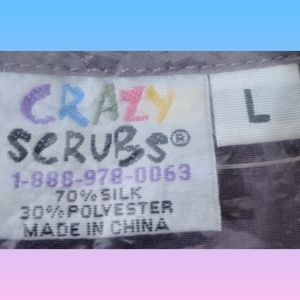 CRAZY
SCRUBS®
1-888-978-0063
70% SILK
30% POLYESTER
MADE IN CHINA
L